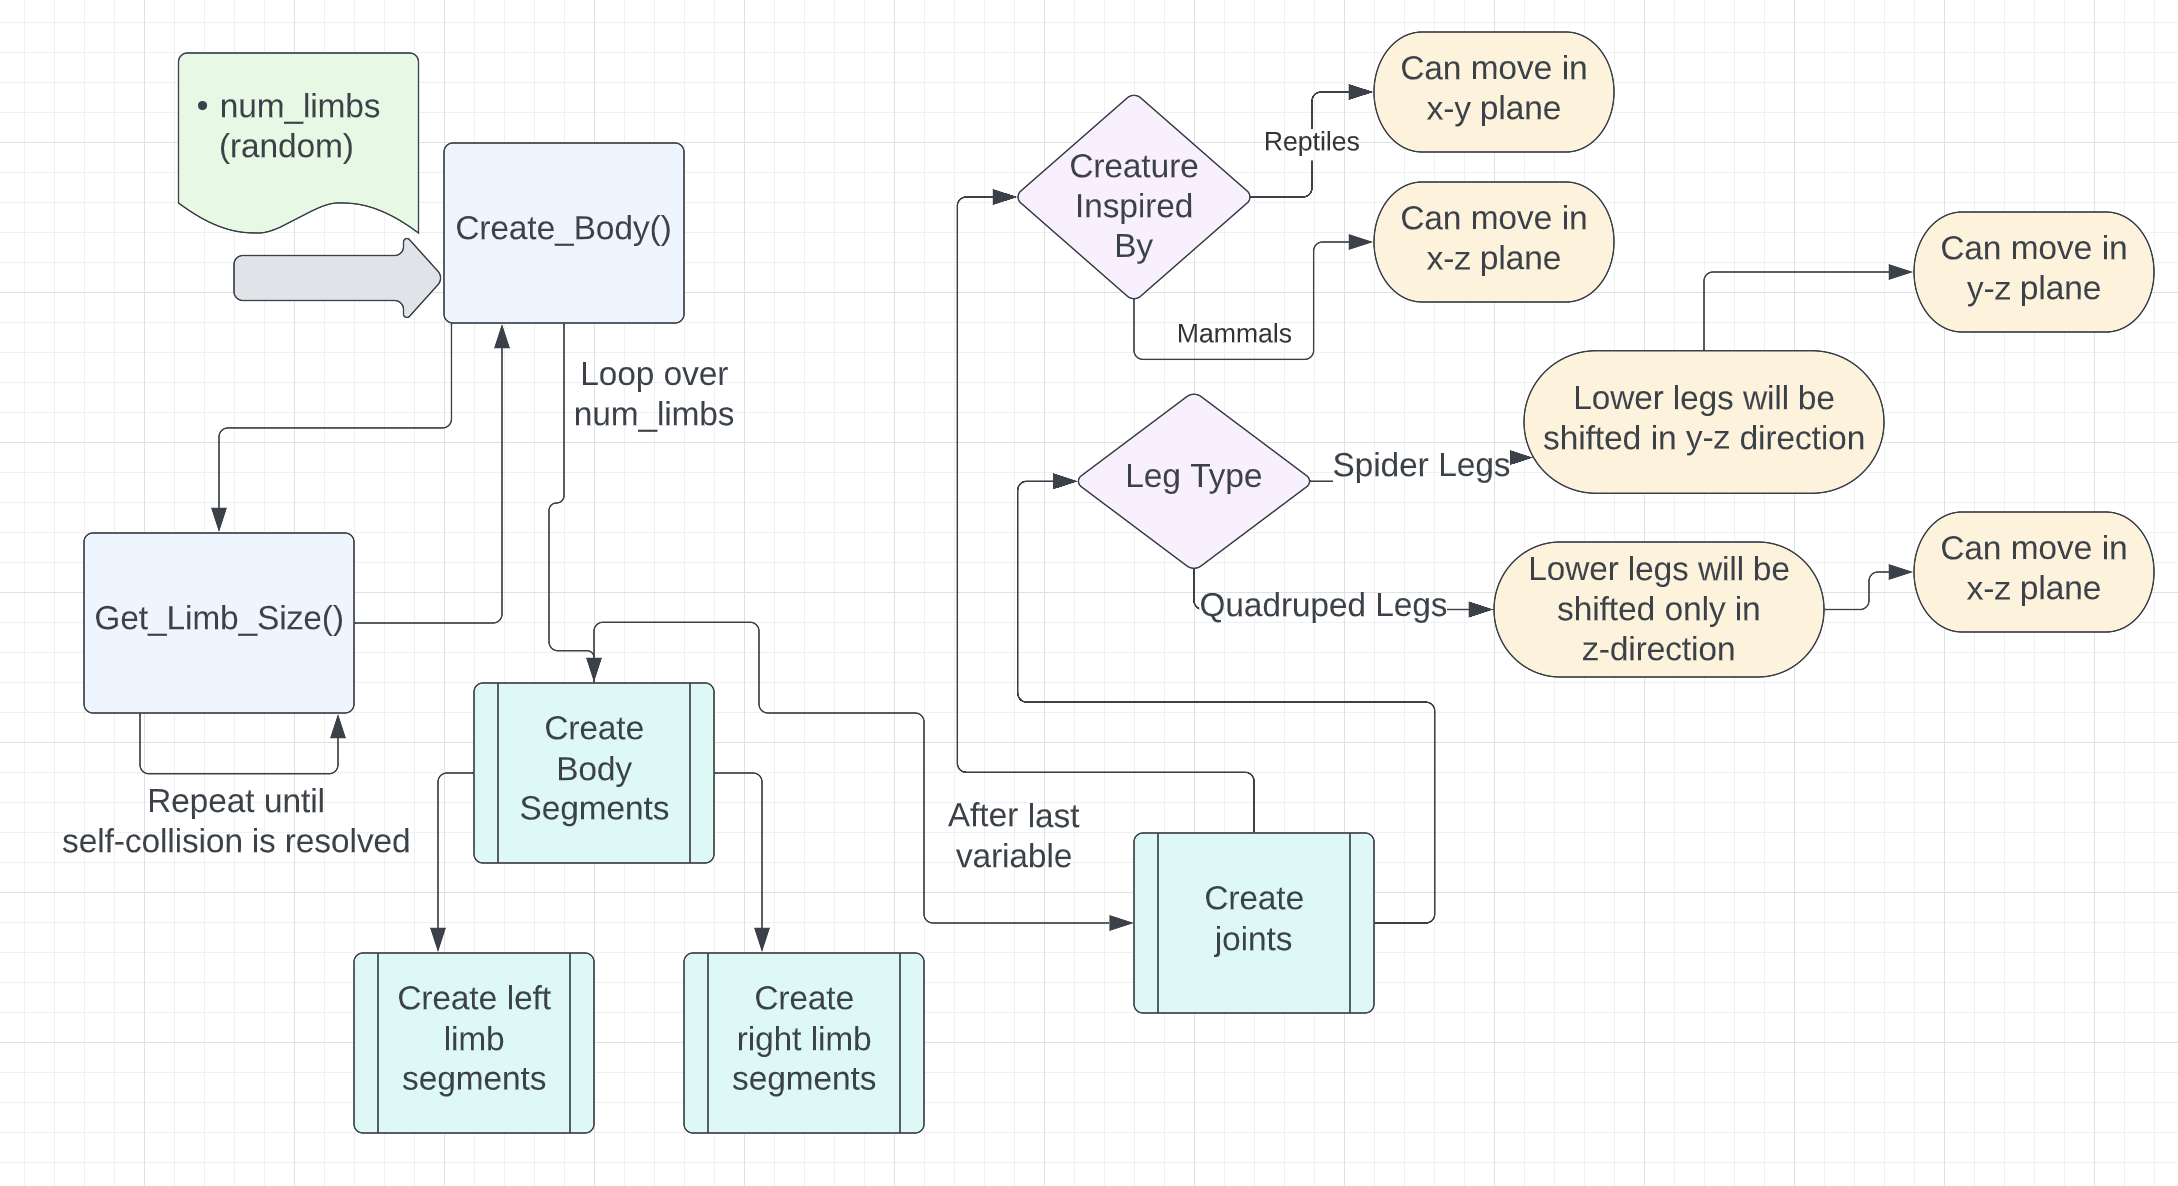 • num_limbs
(random)
Create_Body()
Loop over
num_limbs
Get_Limb_Size()
Repeat until
self-collision is resolved
Create
Body
Segments
Create left
limb
segments
Create
right limb
segments
After last
variable
Create
joints
Creature
Inspired
By
Reptiles
Can move in
x-y plane
Mammals
Can move in
x-z plane
Leg Type
Spider Legs
Lower legs will be
shifted in y-z direction
Can move in
y-z plane
Quadruped Legs
Lower legs will be
shifted only in
z-direction
Can move in
x-z plane